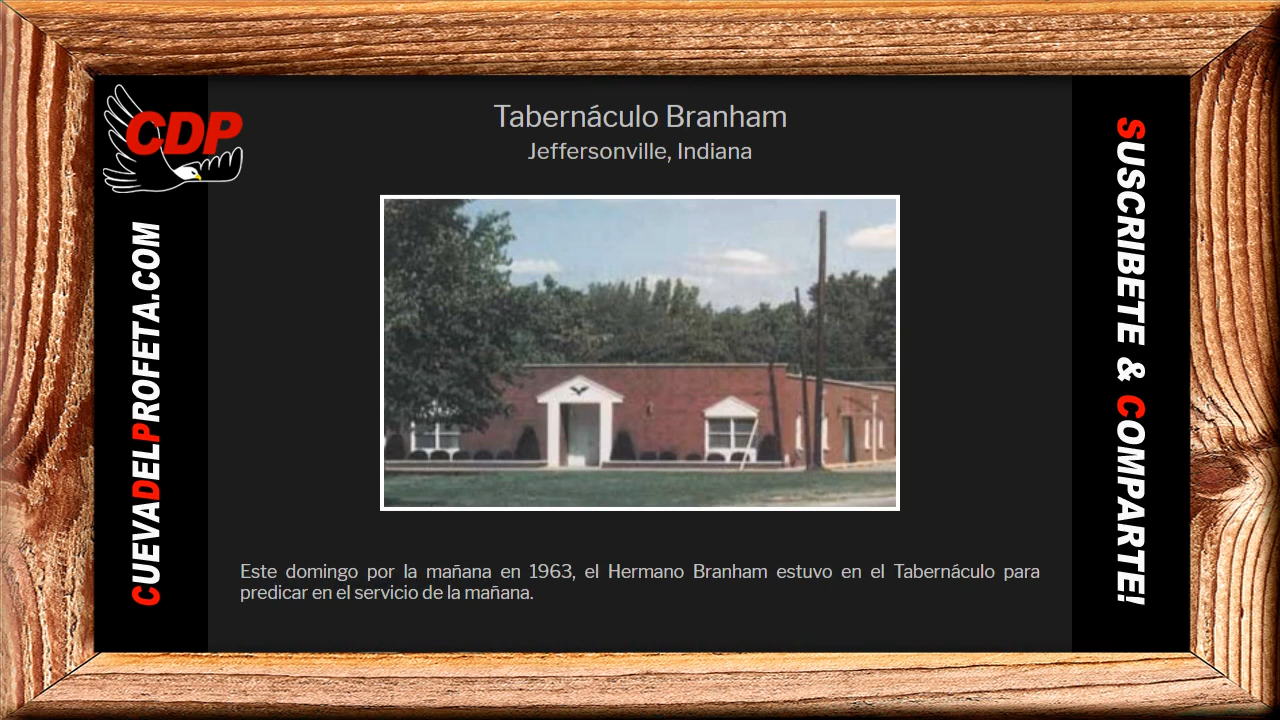 CDP
Tabernáculo Branham
Jeffersonville, Indiana
CUEVADELPROFETA.COM
SUSCRIBETE & COMPARTE!
Este domingo por la mañana en 1963, el Hermano Branham estuvo en el Tabernáculo para
predicar en el servicio de la mañana.